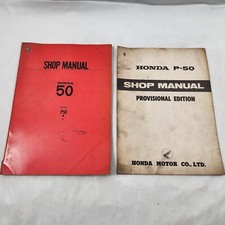 SHOP MANUAL
50
HONDA P-50
SHOP MANUAL
PROVISIONAL EDITION
HONDA MOTOR CO., LTD.